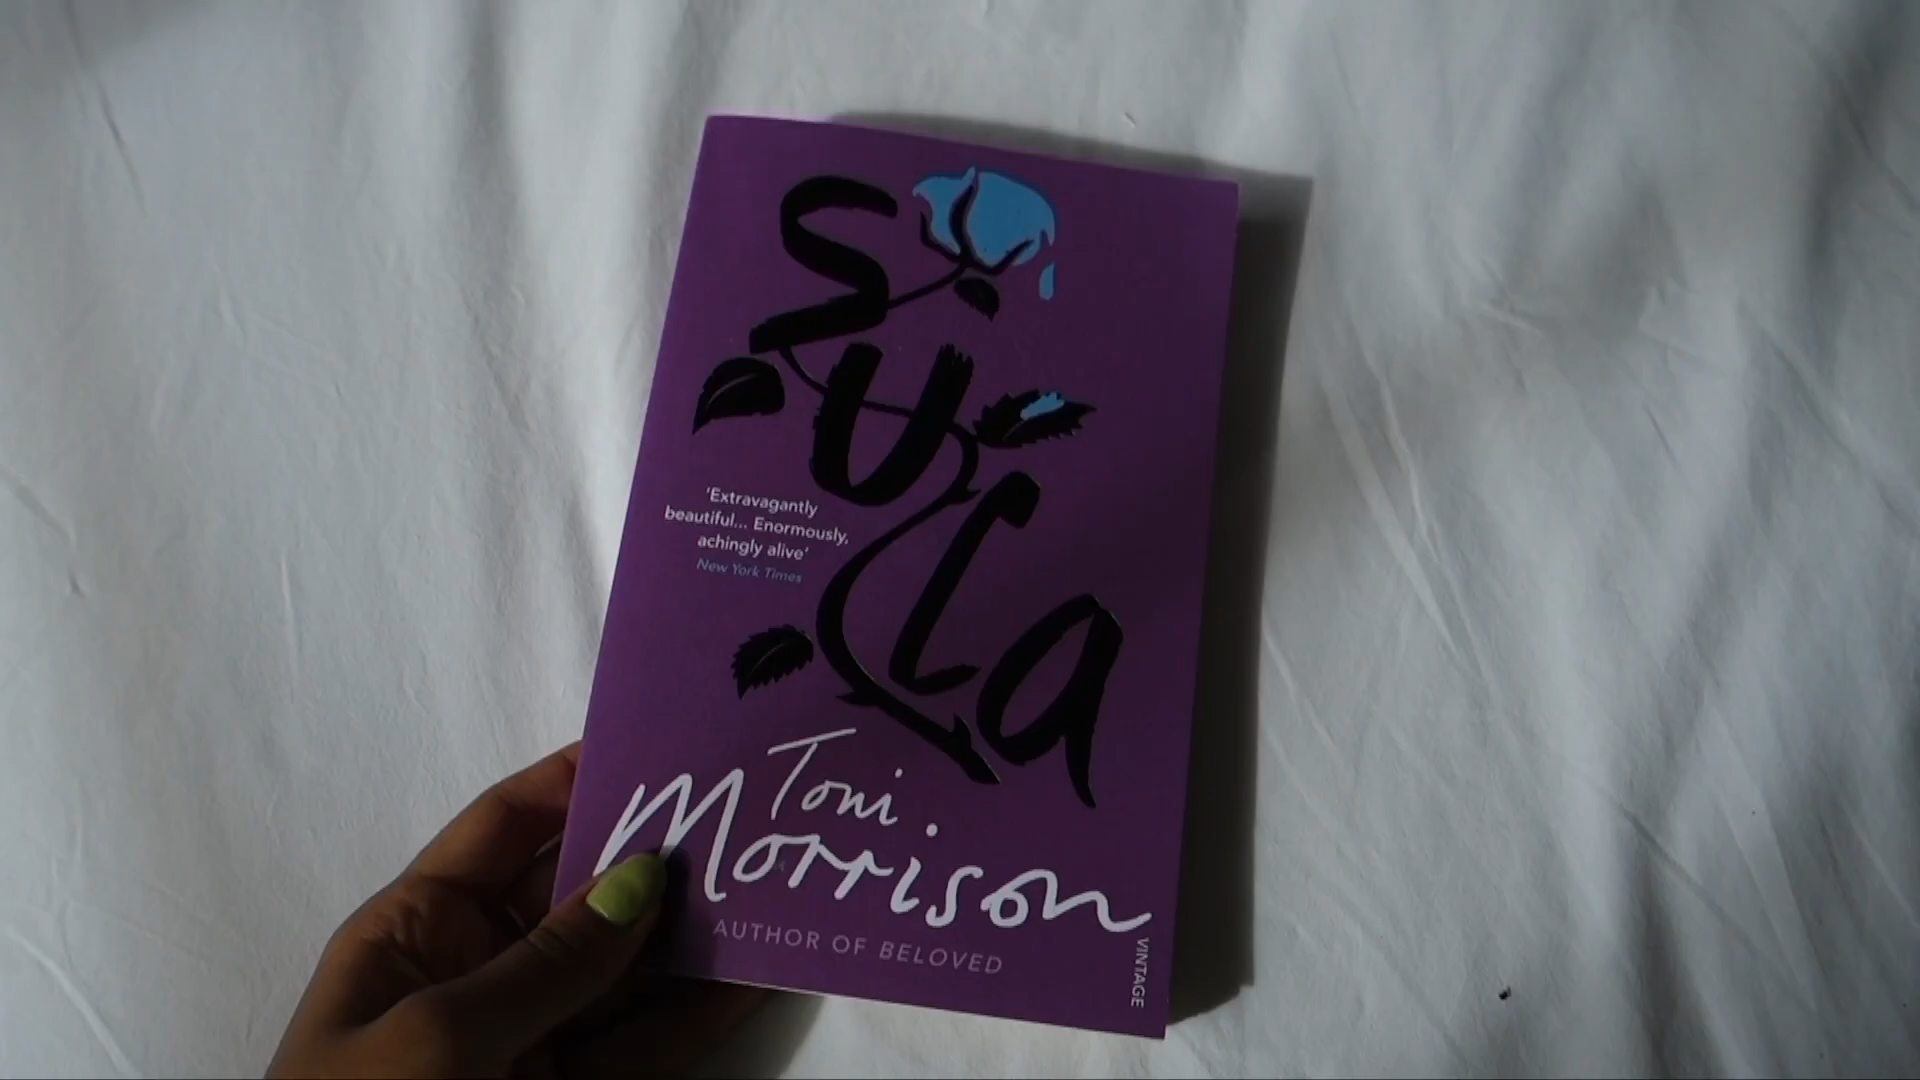 SULa
'Extravagantly
beautiful... Enormously,
achingly alive'
New York Times
Toni
Morrison
AUTHOR OF BELOVED
VINTAGE